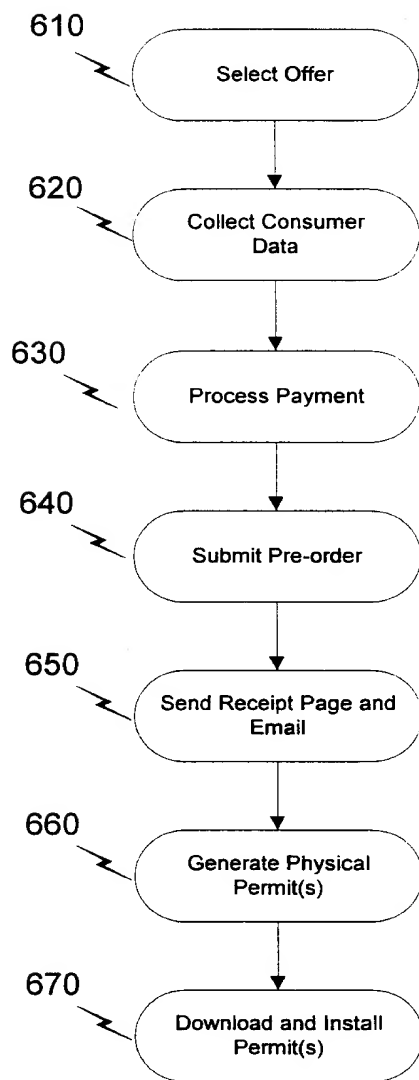 610
Select Offer
620
Collect Consumer
Data
630
Process Payment
640
Submit Pre-order
650
Send Receipt Page and
Email
660
Generate Physical
Permit(s)
670
Download and Install
Permit(s)